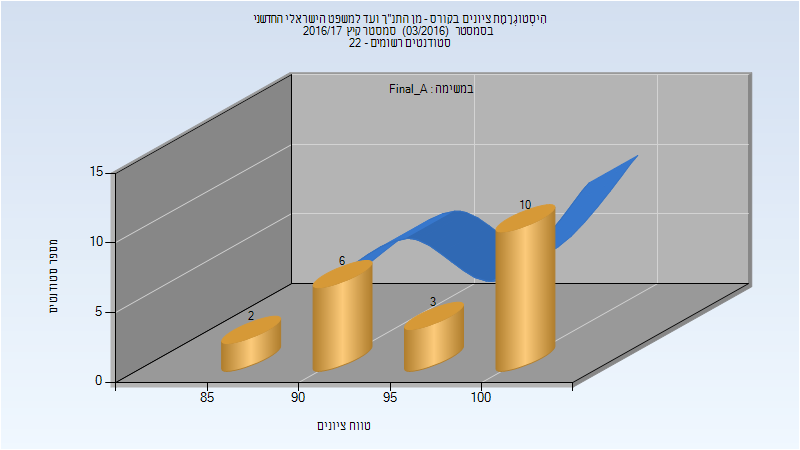 היסטוגרמת ציונים בקורס - מן התנ"ך ועד למשפט הישראלי החדשני
בסמסטר (03/2016) סמסטר קיץ 2016/17
סטודנטים רשומים - 22
במשימה : Final_A
15
10
5
0
מספר סטודנטים
2
6
3
10
85
90
95
100
טווח ציונים